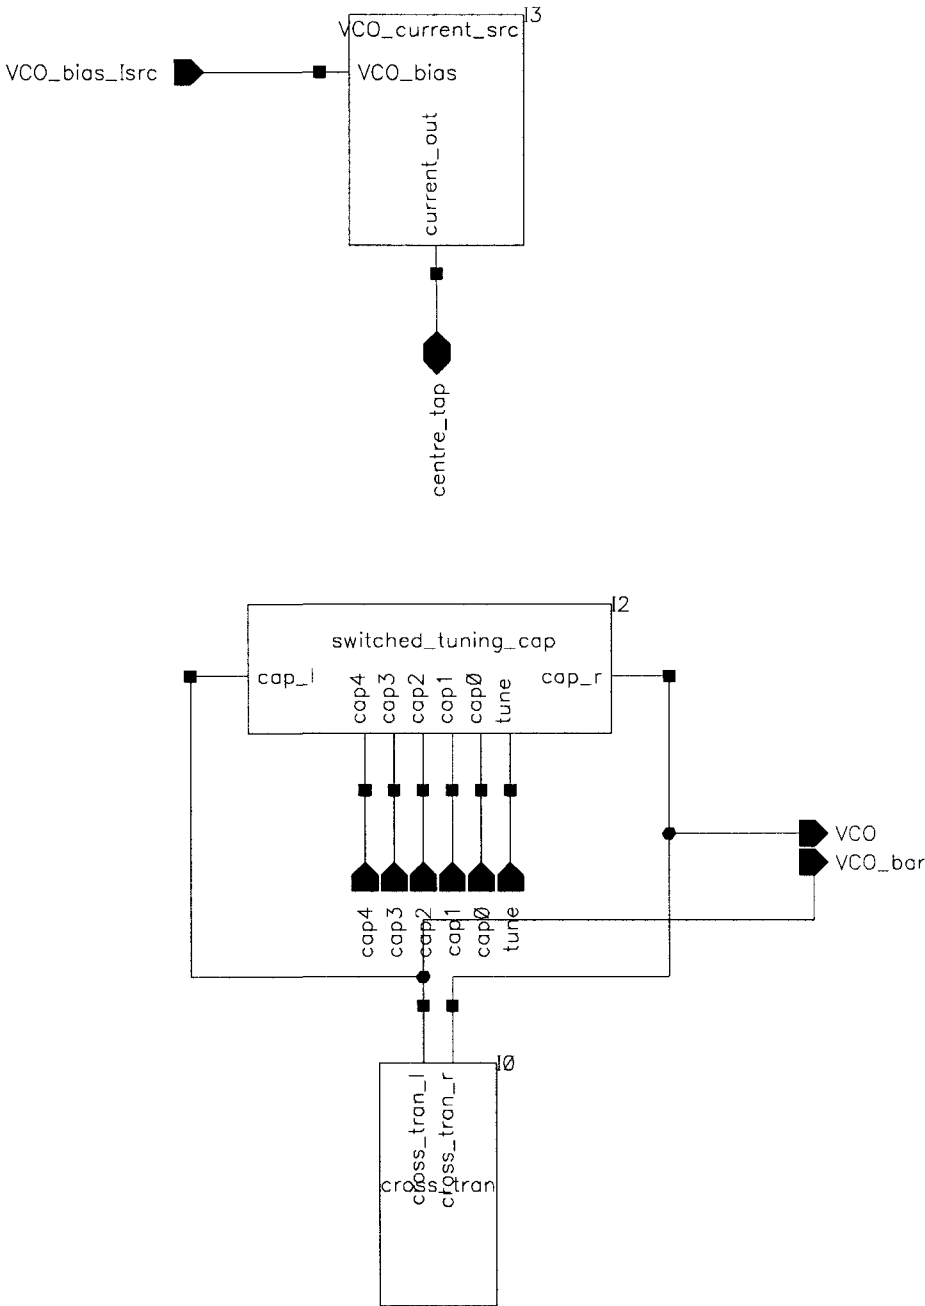 I3
VCO_current_src
VCO_bias_Isrc
VCO_bias
current_out
centre_tap
I2
switched_tuning_cap
cap_l
cap4
cap3
cap2
cap1
cap0
tune
cap_r
VCO
VCO_bar
cap4
cap3
cap2
cap1
cap0
tune
I0
cross_tran_l
cross_tran_r
cross_tran